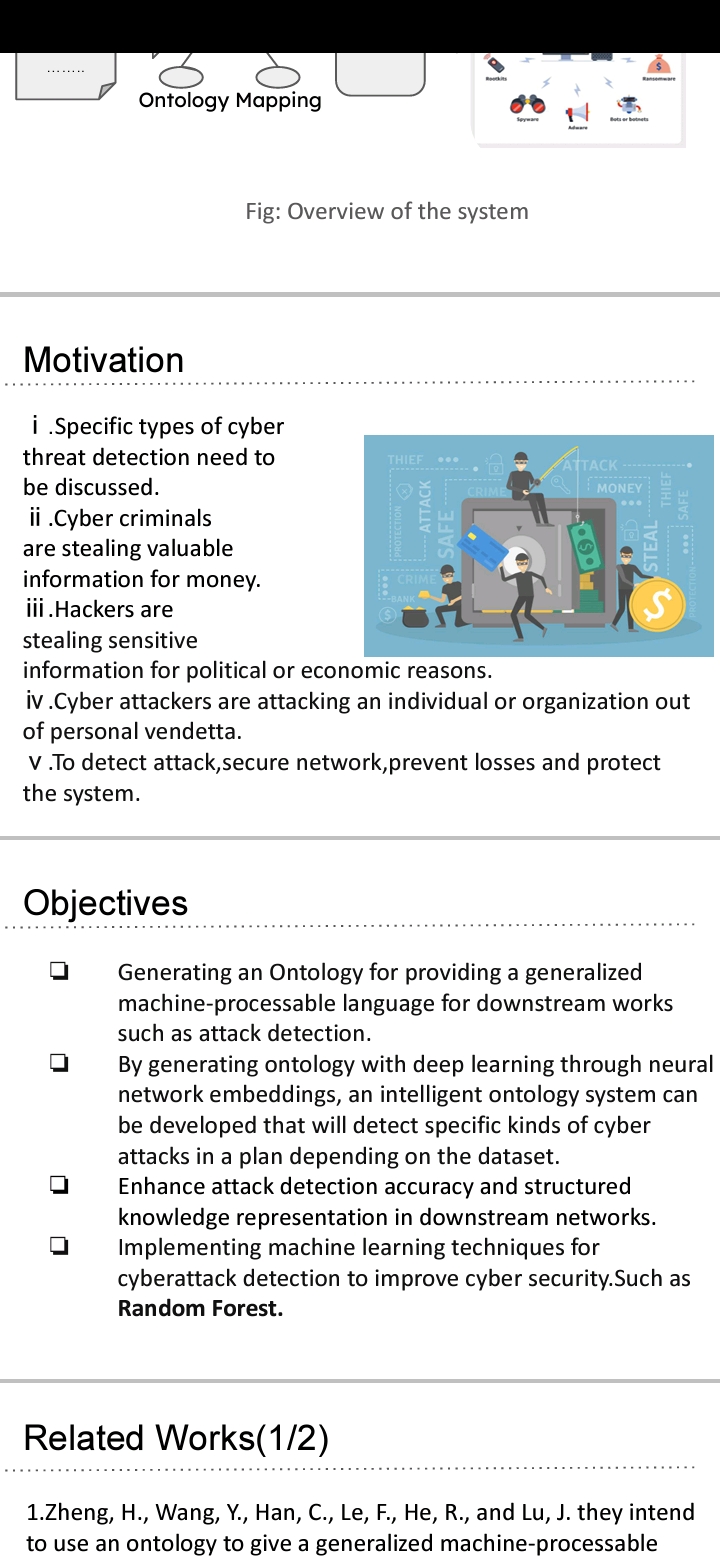 ........
Ontology Mapping
Rootkits
Ransomware
Spyware
Adware
Bots or botnets
Fig: Overview of the system
Motivation
i .Specific types of cyber
threat detection need to
be discussed.
ii .Cyber criminals
are stealing valuable
information for money.
iii .Hackers are
stealing sensitive
information for political or economic reasons.
iv .Cyber attackers are attacking an individual or organization out
of personal vendetta.
v .To detect attack,secure network,prevent losses and protect
the system.
THIEF
ATTACK
CRIME
MONEY
THIEF
SAFE
ATTACK
PROTECTION
SAFE
STEAL
CRIME
BANK
PROTECTION
Objectives
❏ Generating an Ontology for providing a generalized
machine-processable language for downstream works
such as attack detection.
❏ By generating ontology with deep learning through neural
network embeddings, an intelligent ontology system can
be developed that will detect specific kinds of cyber
attacks in a plan depending on the dataset.
❏ Enhance attack detection accuracy and structured
knowledge representation in downstream networks.
❏ Implementing machine learning techniques for
cyberattack detection to improve cyber security.Such as
Random Forest.
Related Works(1/2)
1.Zheng, H., Wang, Y., Han, C., Le, F., He, R., and Lu, J. they intend
to use an ontology to give a generalized machine-processable